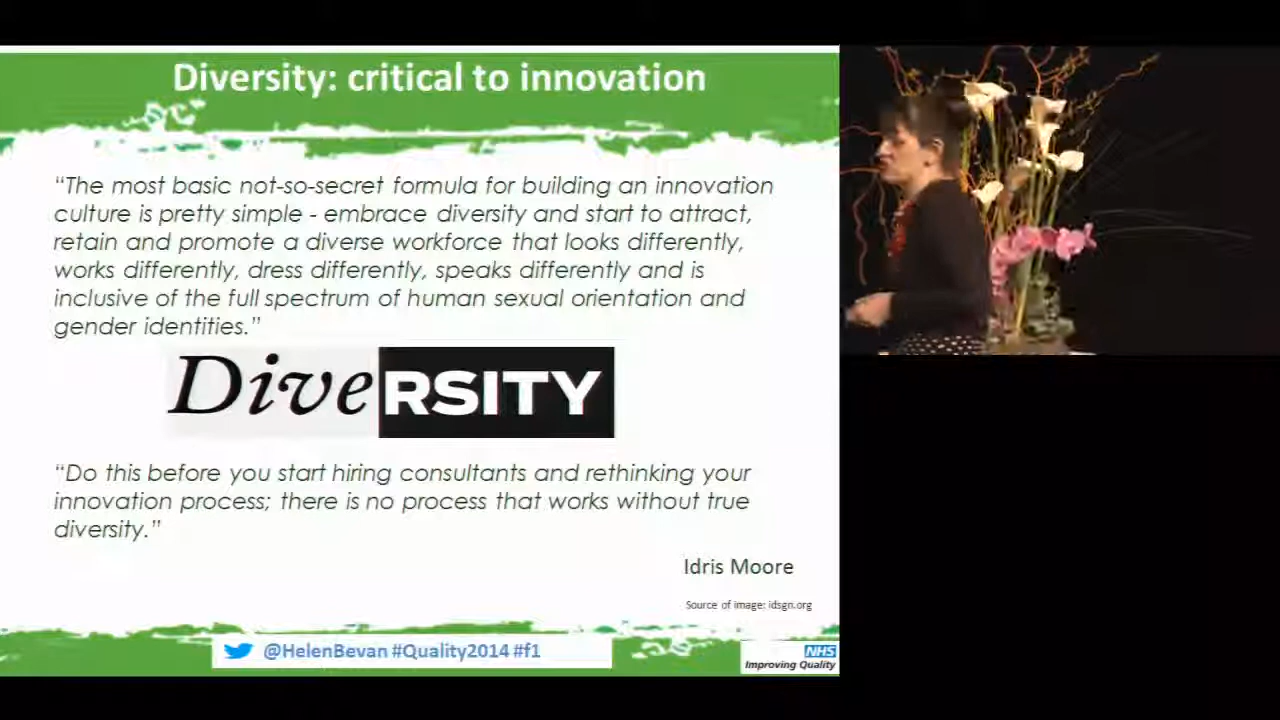 Diversity: critical to innovation
“The most basic not-so-secret formula for building an innovation
culture is pretty simple - embrace diversity and start to attract,
retain and promote a diverse workforce that looks differently,
works differently, dress differently, speaks differently and is
inclusive of the full spectrum of human sexual orientation and
gender identities.”
DiveRSITY
“Do this before you start hiring consultants and rethinking your
innovation process; there is no process that works without true
diversity.”
Idris Moore
Source of image: idsgn.org
@HelenBevan #Quality2014 #f1
NHS
Improving Quality